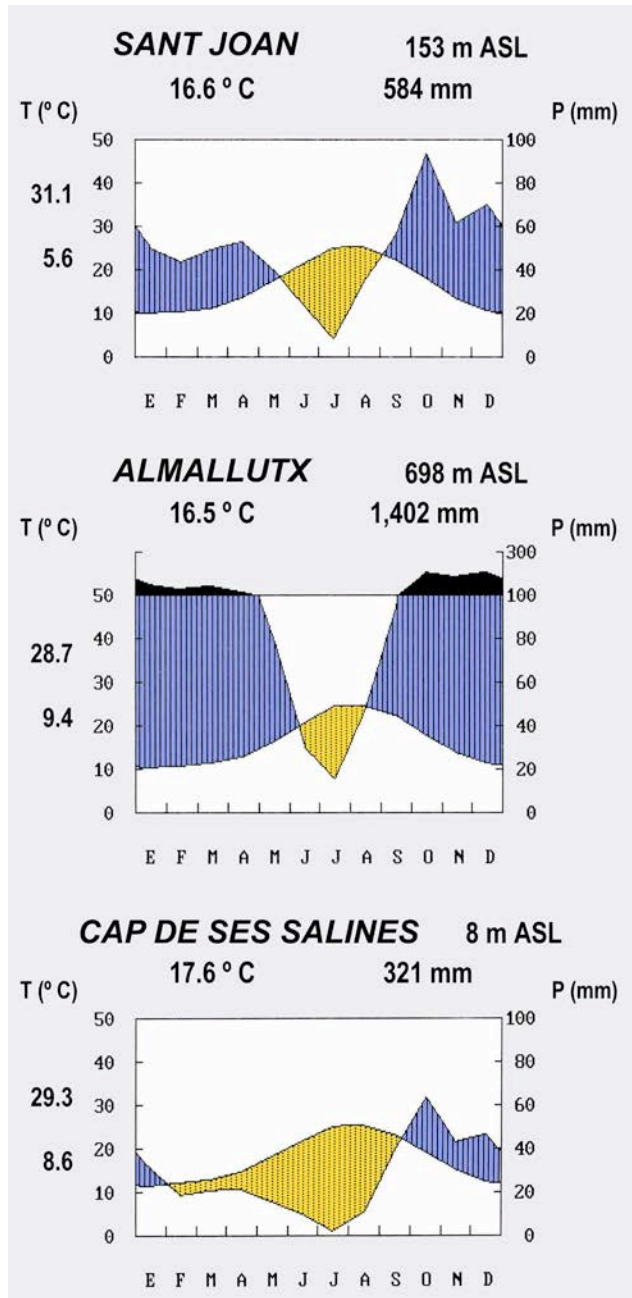 SANT JOAN 153 m ASL
16.6 º C 584 mm
T (º C) P (mm)
50 100
40 80
31.1
30 60
5.6
20 40
10 20
0 0
E F M A M J J A S O N D
ALMALLUTX 698 m ASL
16.5 º C 1,402 mm
T (º C) P (mm)
300
50 100
40 80
28.7
30 60
9.4
20 40
10 20
0 0
E F M A M J J A S O N D
CAP DE SES SALINES 8 m ASL
17.6 º C 321 mm
T (º C) P (mm)
50 100
40 80
29.3
30 60
8.6
20 40
10 20
0 0
E F M A M J J A S O N D